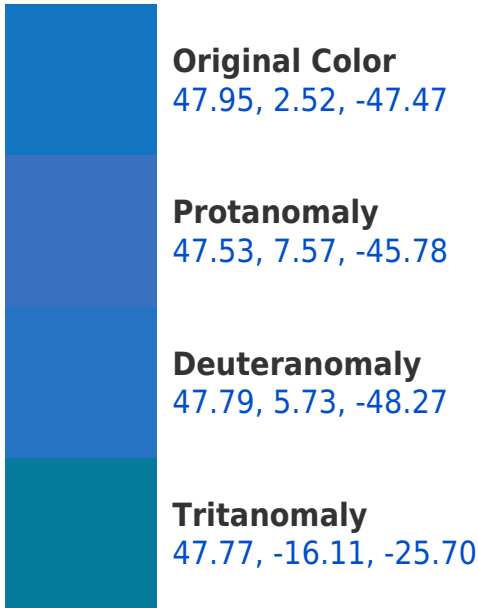 Original Color
47.95, 2.52, -47.47
Protanomaly
47.53, 7.57, -45.78
Deuteranomaly
47.79, 5.73, -48.27
Tritanomaly
47.77, -16.11, -25.70